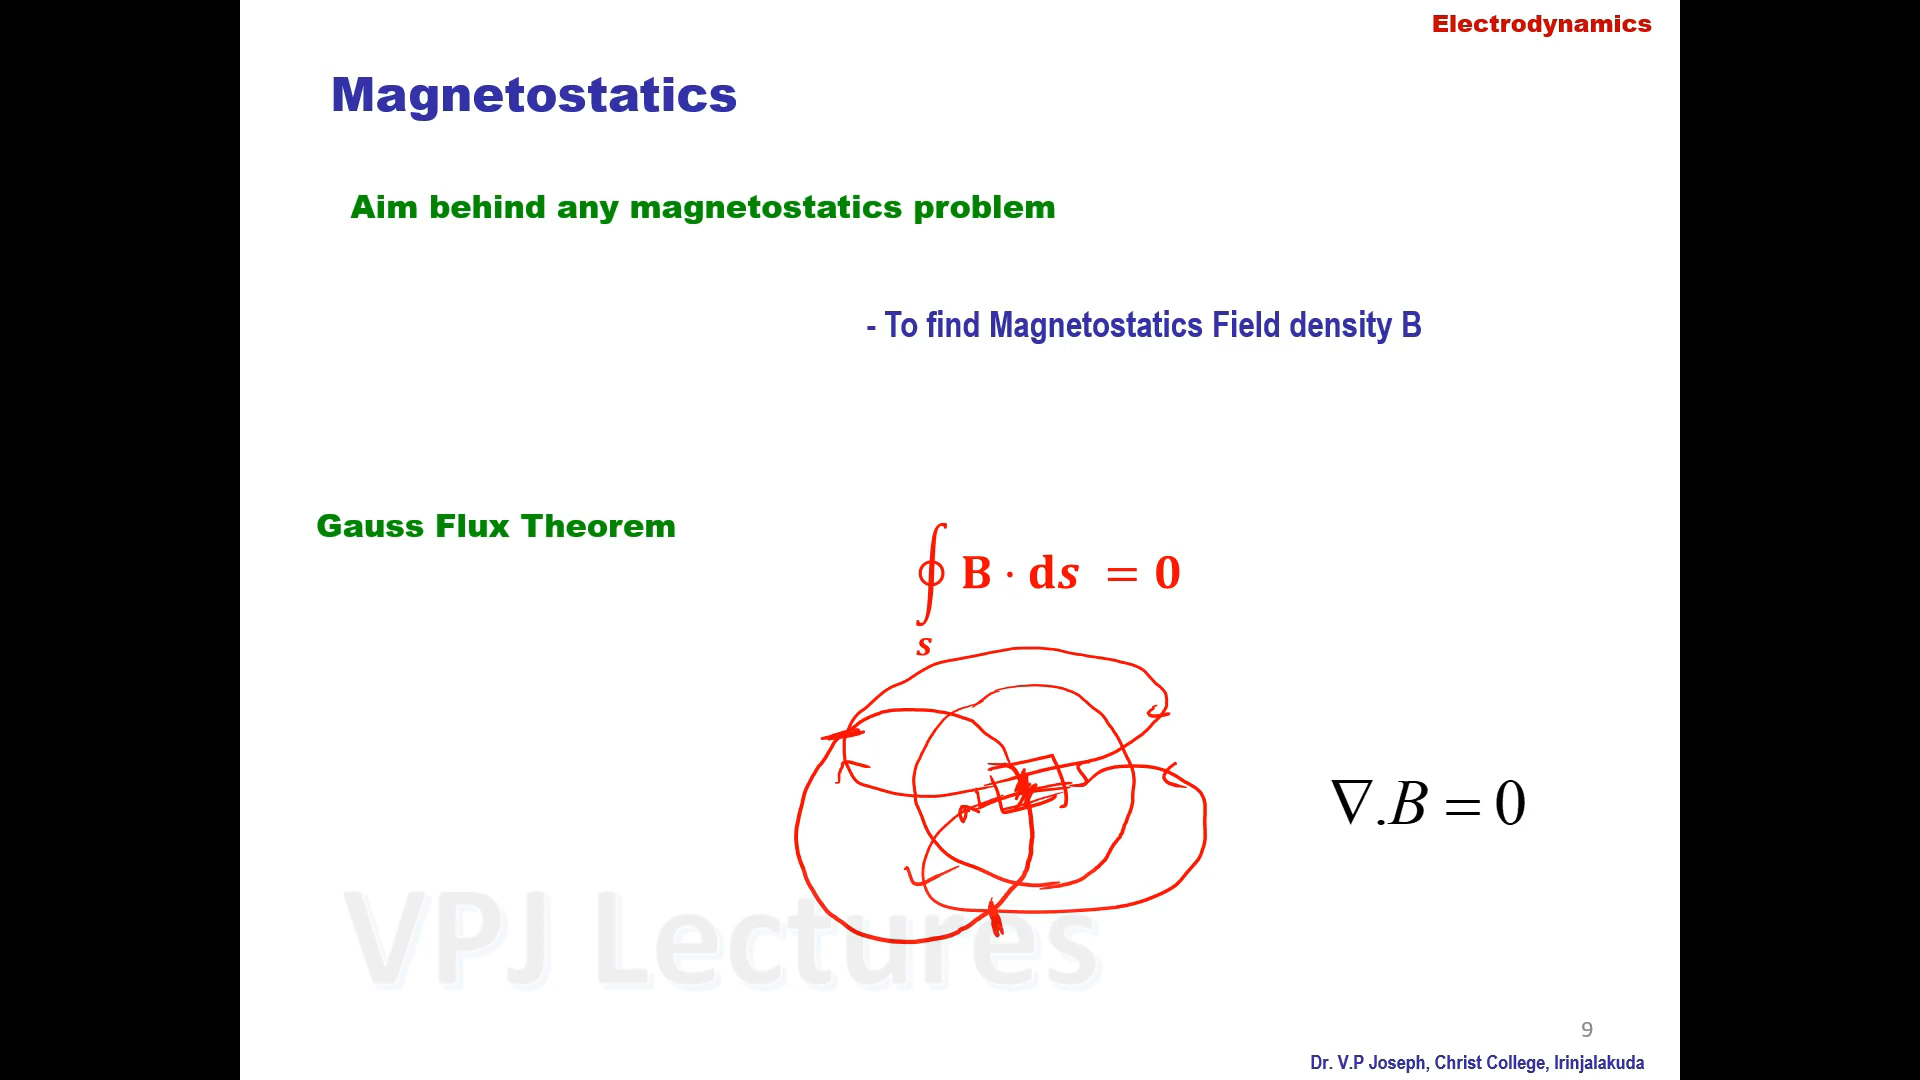 Electrodynamics
Magnetostatics
Aim behind any magnetostatics problem
- To find Magnetostatics Field density B
Gauss Flux Theorem
∮ B · ds = 0
s
∇.B = 0
VPJ Lectures
9
Dr. V.P Joseph, Christ College, Irinjalakuda